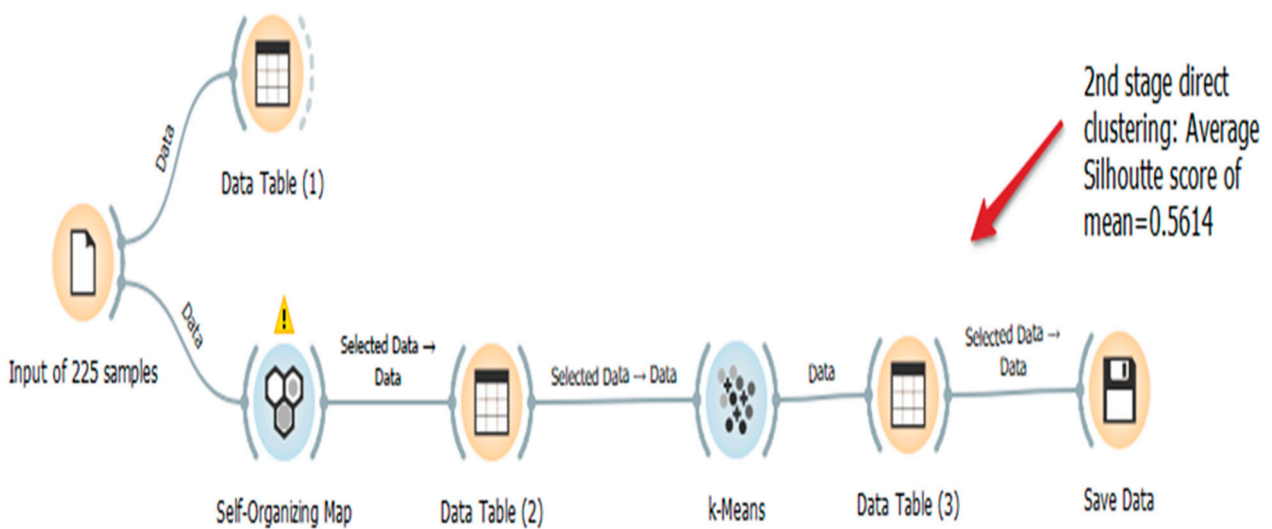 Data
Data Table (1)
2nd stage direct
clustering: Average
Silhoutte score of
mean=0.5614
Input of 225 samples
Data
Self-Organizing Map
Selected Data →
Data
Data Table (2)
Selected Data → Data
k-Means
Data
Data Table (3)
Selected Data →
Data
Save Data